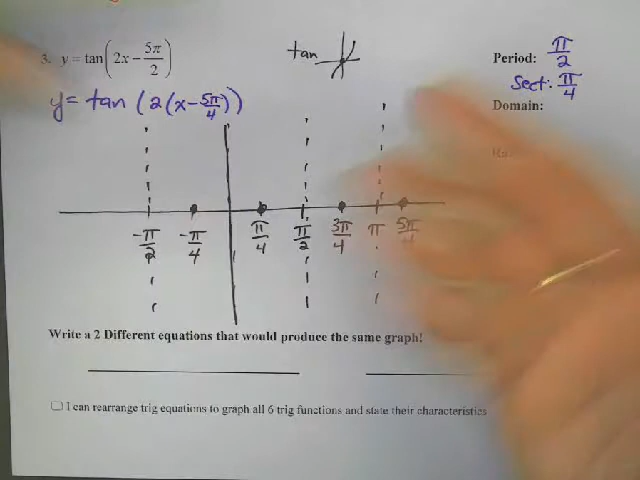 3. y = tan(2x - 5π/2)
tan
Period: π/2
Sect: π/4
y = tan (2(x - 5π/4))
Domain:
-π/2 -π/4 π/4 π/2 3π/4 π 5π/4
Write a 2 Different equations that would produce the same graph!
I can rearrange trig equations to graph all 6 trig functions and state their characteristics